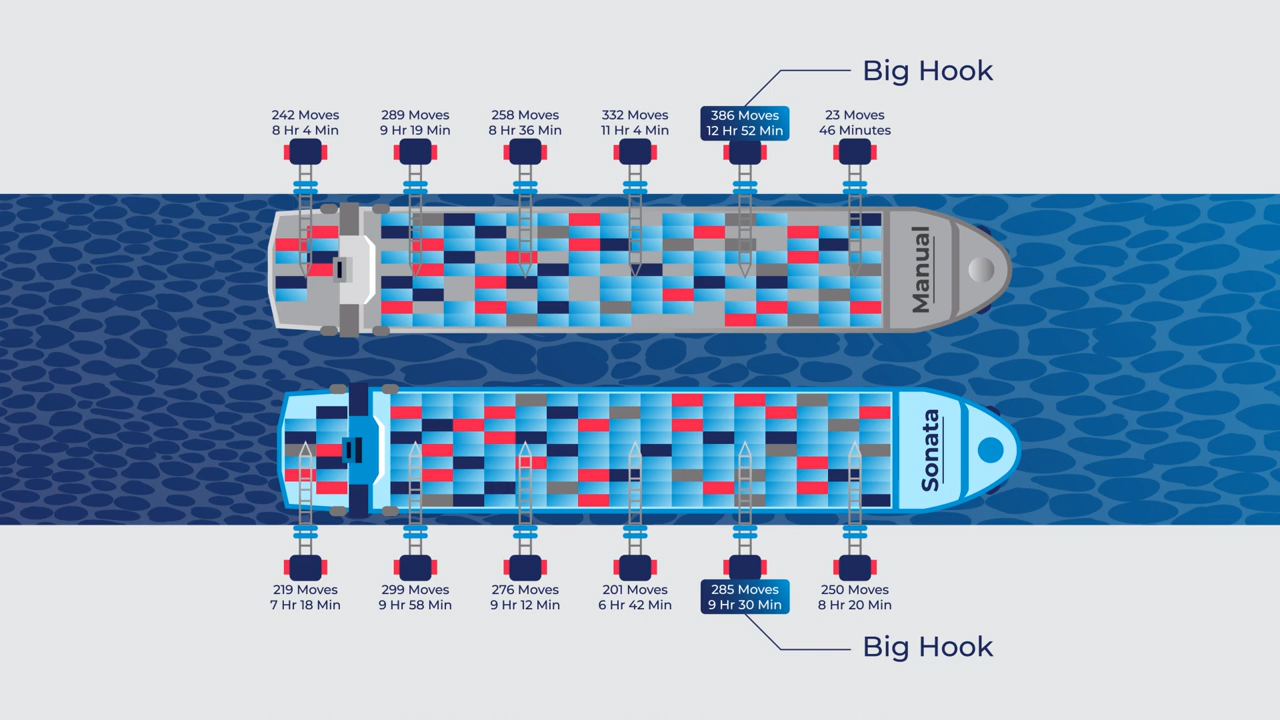 Big Hook
242 Moves
8 Hr 4 Min
289 Moves
9 Hr 19 Min
258 Moves
8 Hr 36 Min
332 Moves
11 Hr 4 Min
386 Moves
12 Hr 52 Min
23 Moves
46 Minutes
Manual
Sonata
219 Moves
7 Hr 18 Min
299 Moves
9 Hr 58 Min
276 Moves
9 Hr 12 Min
201 Moves
6 Hr 42 Min
285 Moves
9 Hr 30 Min
250 Moves
8 Hr 20 Min
Big Hook